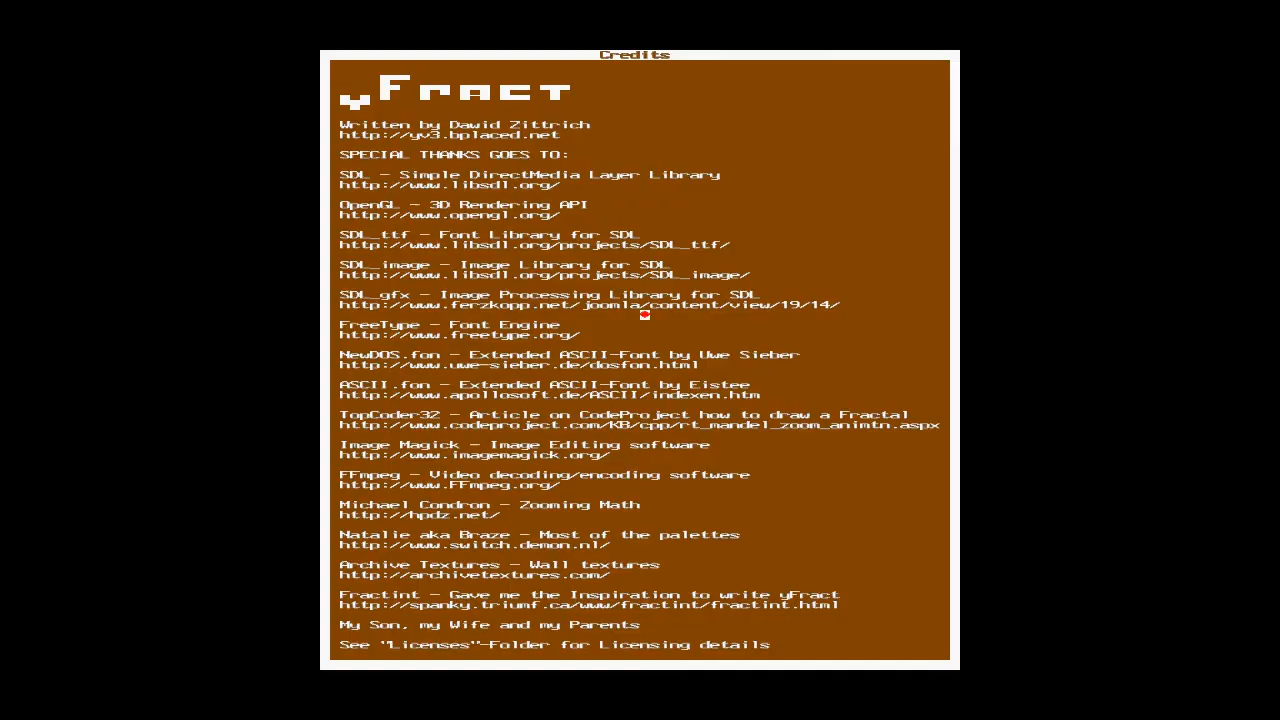 Credits
yFract
Written by Dawid Zittrich
http://yv3.bplaced.net
SPECIAL THANKS GOES TO:
SDL - Simple DirectMedia Layer Library
http://www.libsdl.org/
OpenGL - 3D Rendering API
http://www.opengl.org/
SDL_ttf - Font Library for SDL
http://www.libsdl.org/projects/SDL_ttf/
SDL_image - Image Library for SDL
http://www.libsdl.org/projects/SDL_image/
SDL_gfx - Image Processing Library for SDL
http://www.ferzkopp.net/joomla/content/view/19/14/
FreeType - Font Engine
http://www.freetype.org/
NewDOS.fon - Extended ASCII-Font by Uwe Sieber
http://www.uwe-sieber.de/dosfon.html
ASCII.fon - Extended ASCII-Font by Eistee
http://www.apollosoft.de/ASCII/indexen.htm
TopCoder32 - Article on CodeProject how to draw a Fractal
http://www.codeproject.com/KB/cpp/rt_mandel_zoom_animtn.aspx
Image Magick - Image Editing software
http://www.imagemagick.org/
FFmpeg - Video decoding/encoding software
http://www.FFmpeg.org/
Michael Condron - Zooming Math
http://hpdz.net/
Natalie aka Braze - Most of the palettes
http://www.switch.demon.nl/
Archive Textures - Wall textures
http://archivetextures.com/
Fractint - Gave me the Inspiration to write yFract
http://spanky.triumf.ca/www/fractint/fractint.html
My Son, my Wife and my Parents
See "Licenses"-Folder for Licensing details